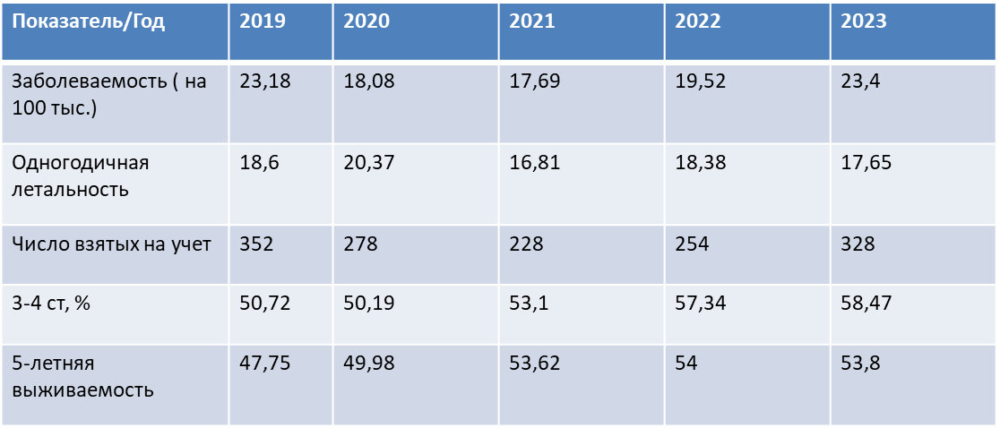 Показатель/Год 2019 2020 2021 2022 2023
Заболеваемость ( на
100 тыс.) 23,18 18,08 17,69 19,52 23,4
Одногодичная
летальность 18,6 20,37 16,81 18,38 17,65
Число взятых на учет 352 278 228 254 328
3-4 ст, % 50,72 50,19 53,1 57,34 58,47
5-летняя
выживаемость 47,75 49,98 53,62 54 53,8